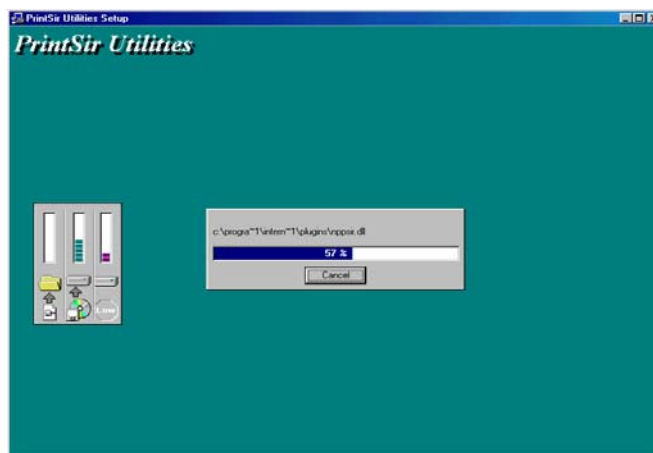 PrintSir Utilities Setup
PrintSir Utilities
c:\progra~1\intern~1\plugins\nppsir.dll
57 %
Cancel